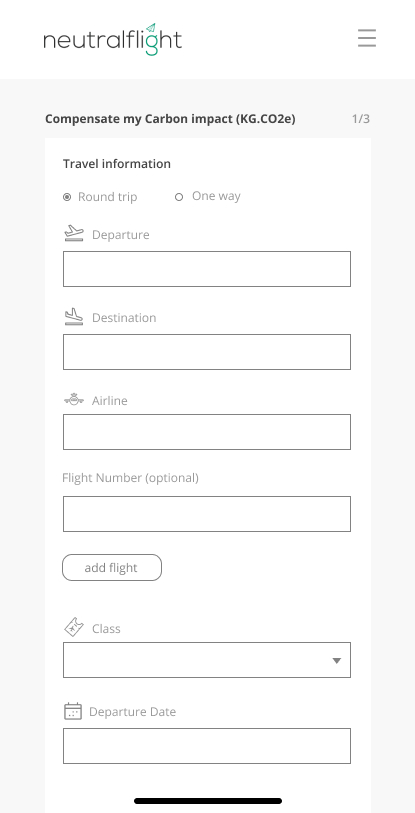 neutralflight
Compensate my Carbon impact (KG.CO2e) 1/3
Travel information
Round trip One way
Departure
Destination
Airline
Flight Number (optional)
add flight
Class
Departure Date